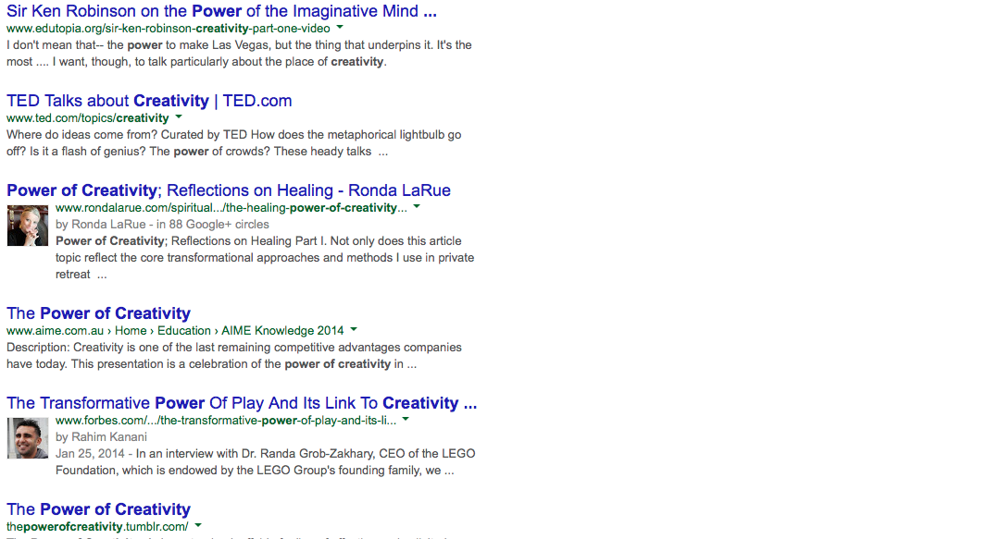 Sir Ken Robinson on the Power of the Imaginative Mind ...
www.edutopia.org/sir-ken-robinson-creativity-part-one-video
I don't mean that-- the power to make Las Vegas, but the thing that underpins it. It's the
most .... I want, though, to talk particularly about the place of creativity.
TED Talks about Creativity | TED.com
www.ted.com/topics/creativity
Where do ideas come from? Curated by TED How does the metaphorical lightbulb go
off? Is it a flash of genius? The power of crowds? These heady talks ...
Power of Creativity; Reflections on Healing - Ronda LaRue
www.rondalarue.com/spiritual.../the-healing-power-of-creativity...
by Ronda LaRue - in 88 Google+ circles
Power of Creativity; Reflections on Healing Part I. Not only does this article
topic reflect the core transformational approaches and methods I use in private
retreat ...
The Power of Creativity
www.aime.com.au › Home › Education › AIME Knowledge 2014
Description: Creativity is one of the last remaining competitive advantages companies
have today. This presentation is a celebration of the power of creativity in ...
The Transformative Power Of Play And Its Link To Creativity ...
www.forbes.com/.../the-transformative-power-of-play-and-its-li...
by Rahim Kanani
Jan 25, 2014 - In an interview with Dr. Randa Grob-Zakhary, CEO of the LEGO
Foundation, which is endowed by the LEGO Group's founding family, we ...
The Power of Creativity
thepowerofcreativity.tumblr.com/